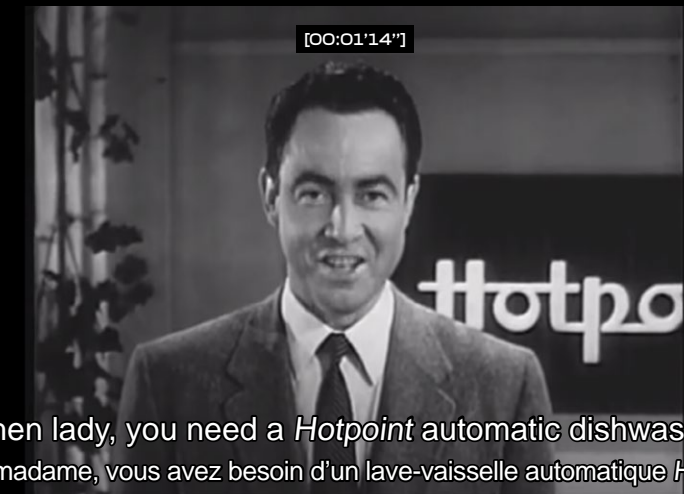 [00:01'14”]
Hotpo
hen lady, you need a Hotpoint automatic dishwas
madame, vous avez besoin d’un lave-vaisselle automatique H